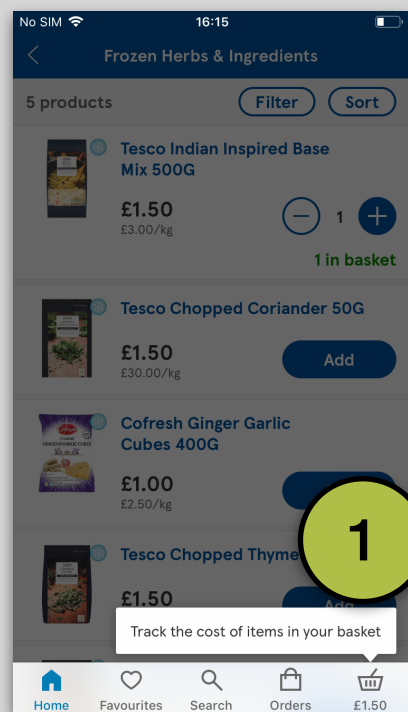 No SIM 16:15
Frozen Herbs & Ingredients
5 products Filter Sort
Tesco Indian Inspired Base
Mix 500G
£1.50
£3.00/kg
1
1 in basket
Tesco Chopped Coriander 50G
£1.50
£30.00/kg
Add
Cofresh Ginger Garlic
Cubes 400G
£1.00
£2.50/kg
1
Tesco Chopped Thyme
£1.50
Add
Track the cost of items in your basket
Home Favourites Search Orders £1.50